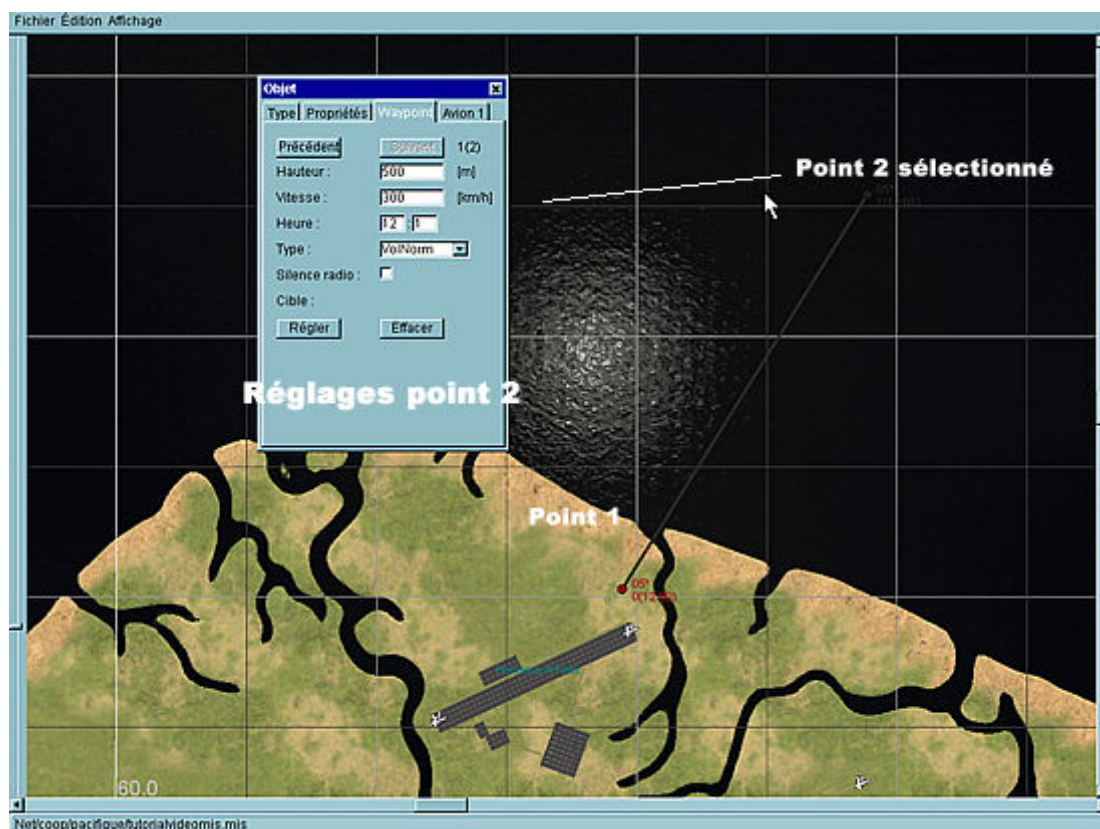 Fichier Édition Affichage
Objet
Type Propriétés Waypoint Avion 1
Précédent Suivant 1(2)
Hauteur : 500 [m]
Vitesse : 300 [km/h]
Heure : 12 : 1
Type : VolNorm
Silence radio :
Cible :
Régler Effacer
Point 2 sélectionné
Réglages point 2
Point 1
05°
60.0
Net/coop/pacifique/tutorialvideomis.mis